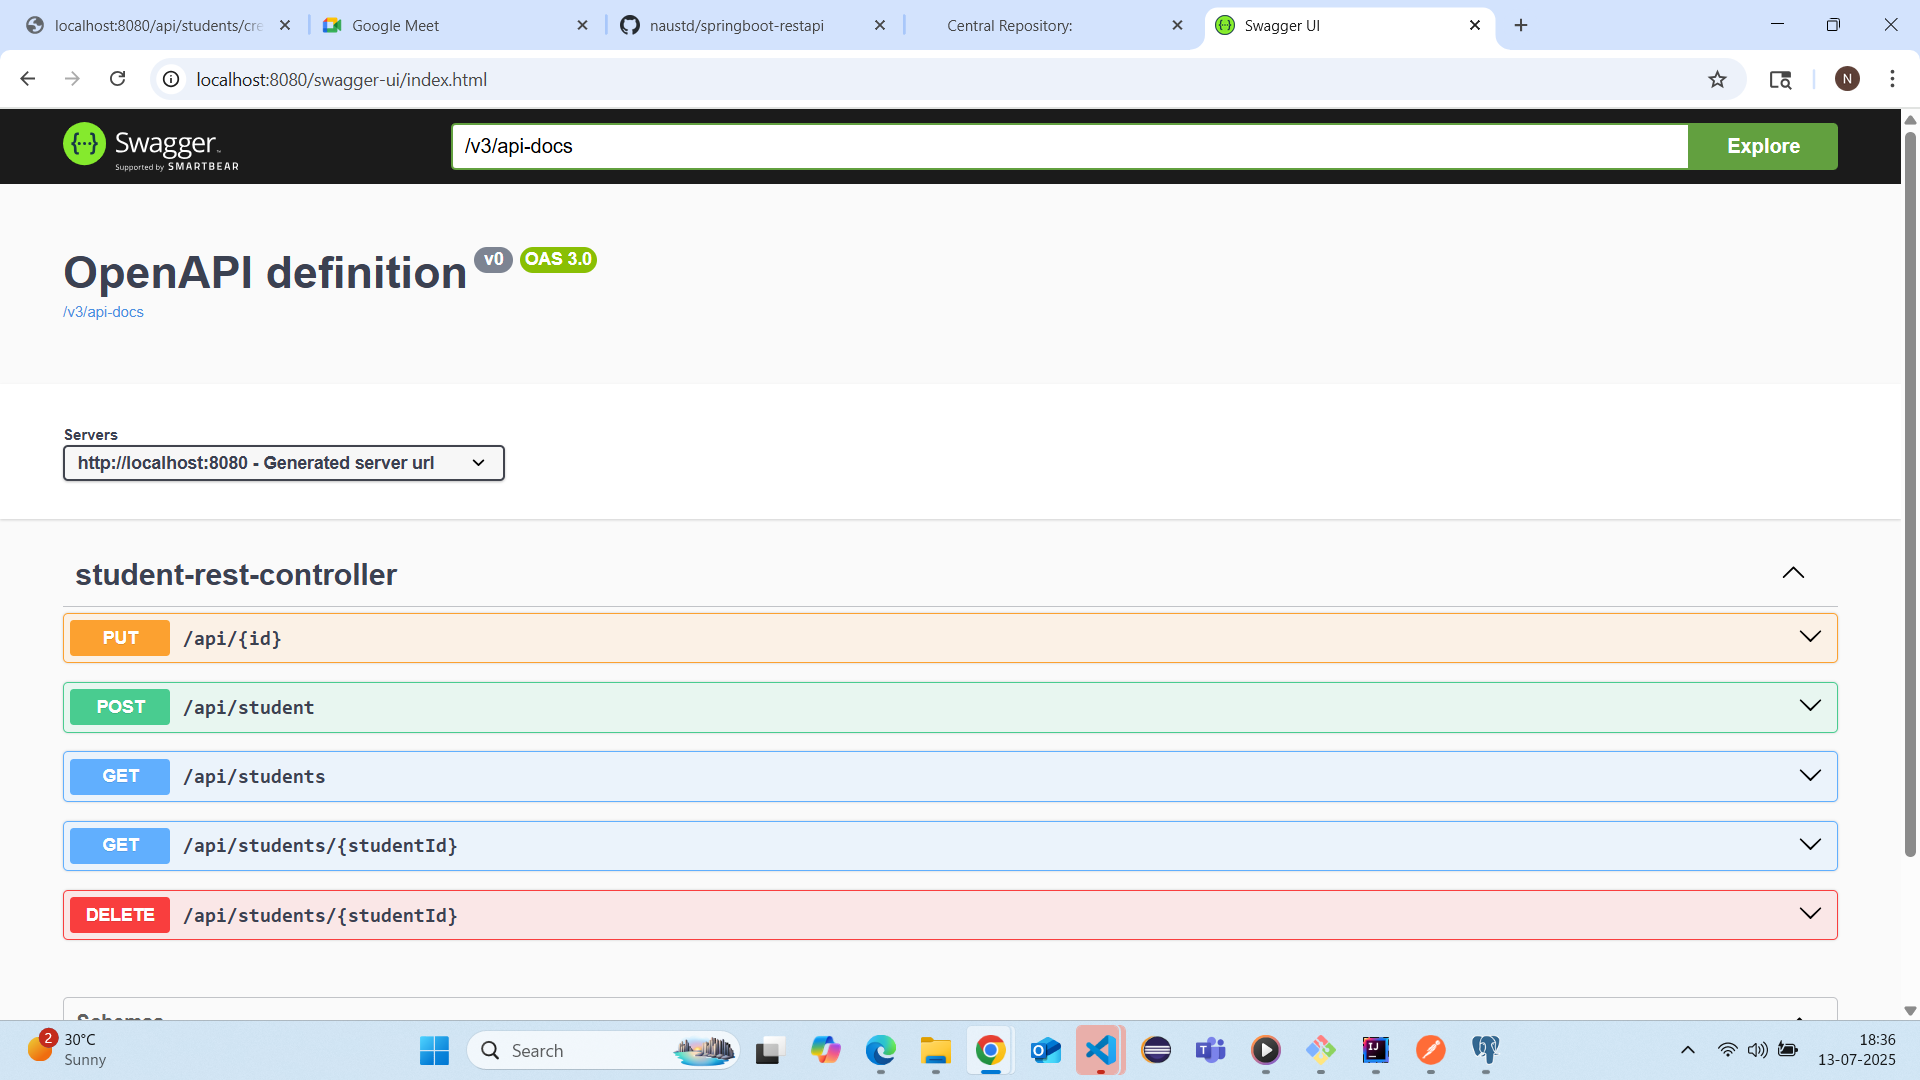 localhost:8080/api/students/cre
Google Meet
naustd/springboot-restapi
Central Repository:
Swagger UI
localhost:8080/swagger-ui/index.html
N
Swagger
Supported by SMARTBEAR
/v3/api-docs
Explore
OpenAPI definition v0 OAS 3.0
/v3/api-docs
Servers
http://localhost:8080 - Generated server url
student-rest-controller
PUT /api/{id}
POST /api/student
GET /api/students
GET /api/students/{studentId}
DELETE /api/students/{studentId}
Schemas
2
30°C
Sunny
Search
18:36
13-07-2025